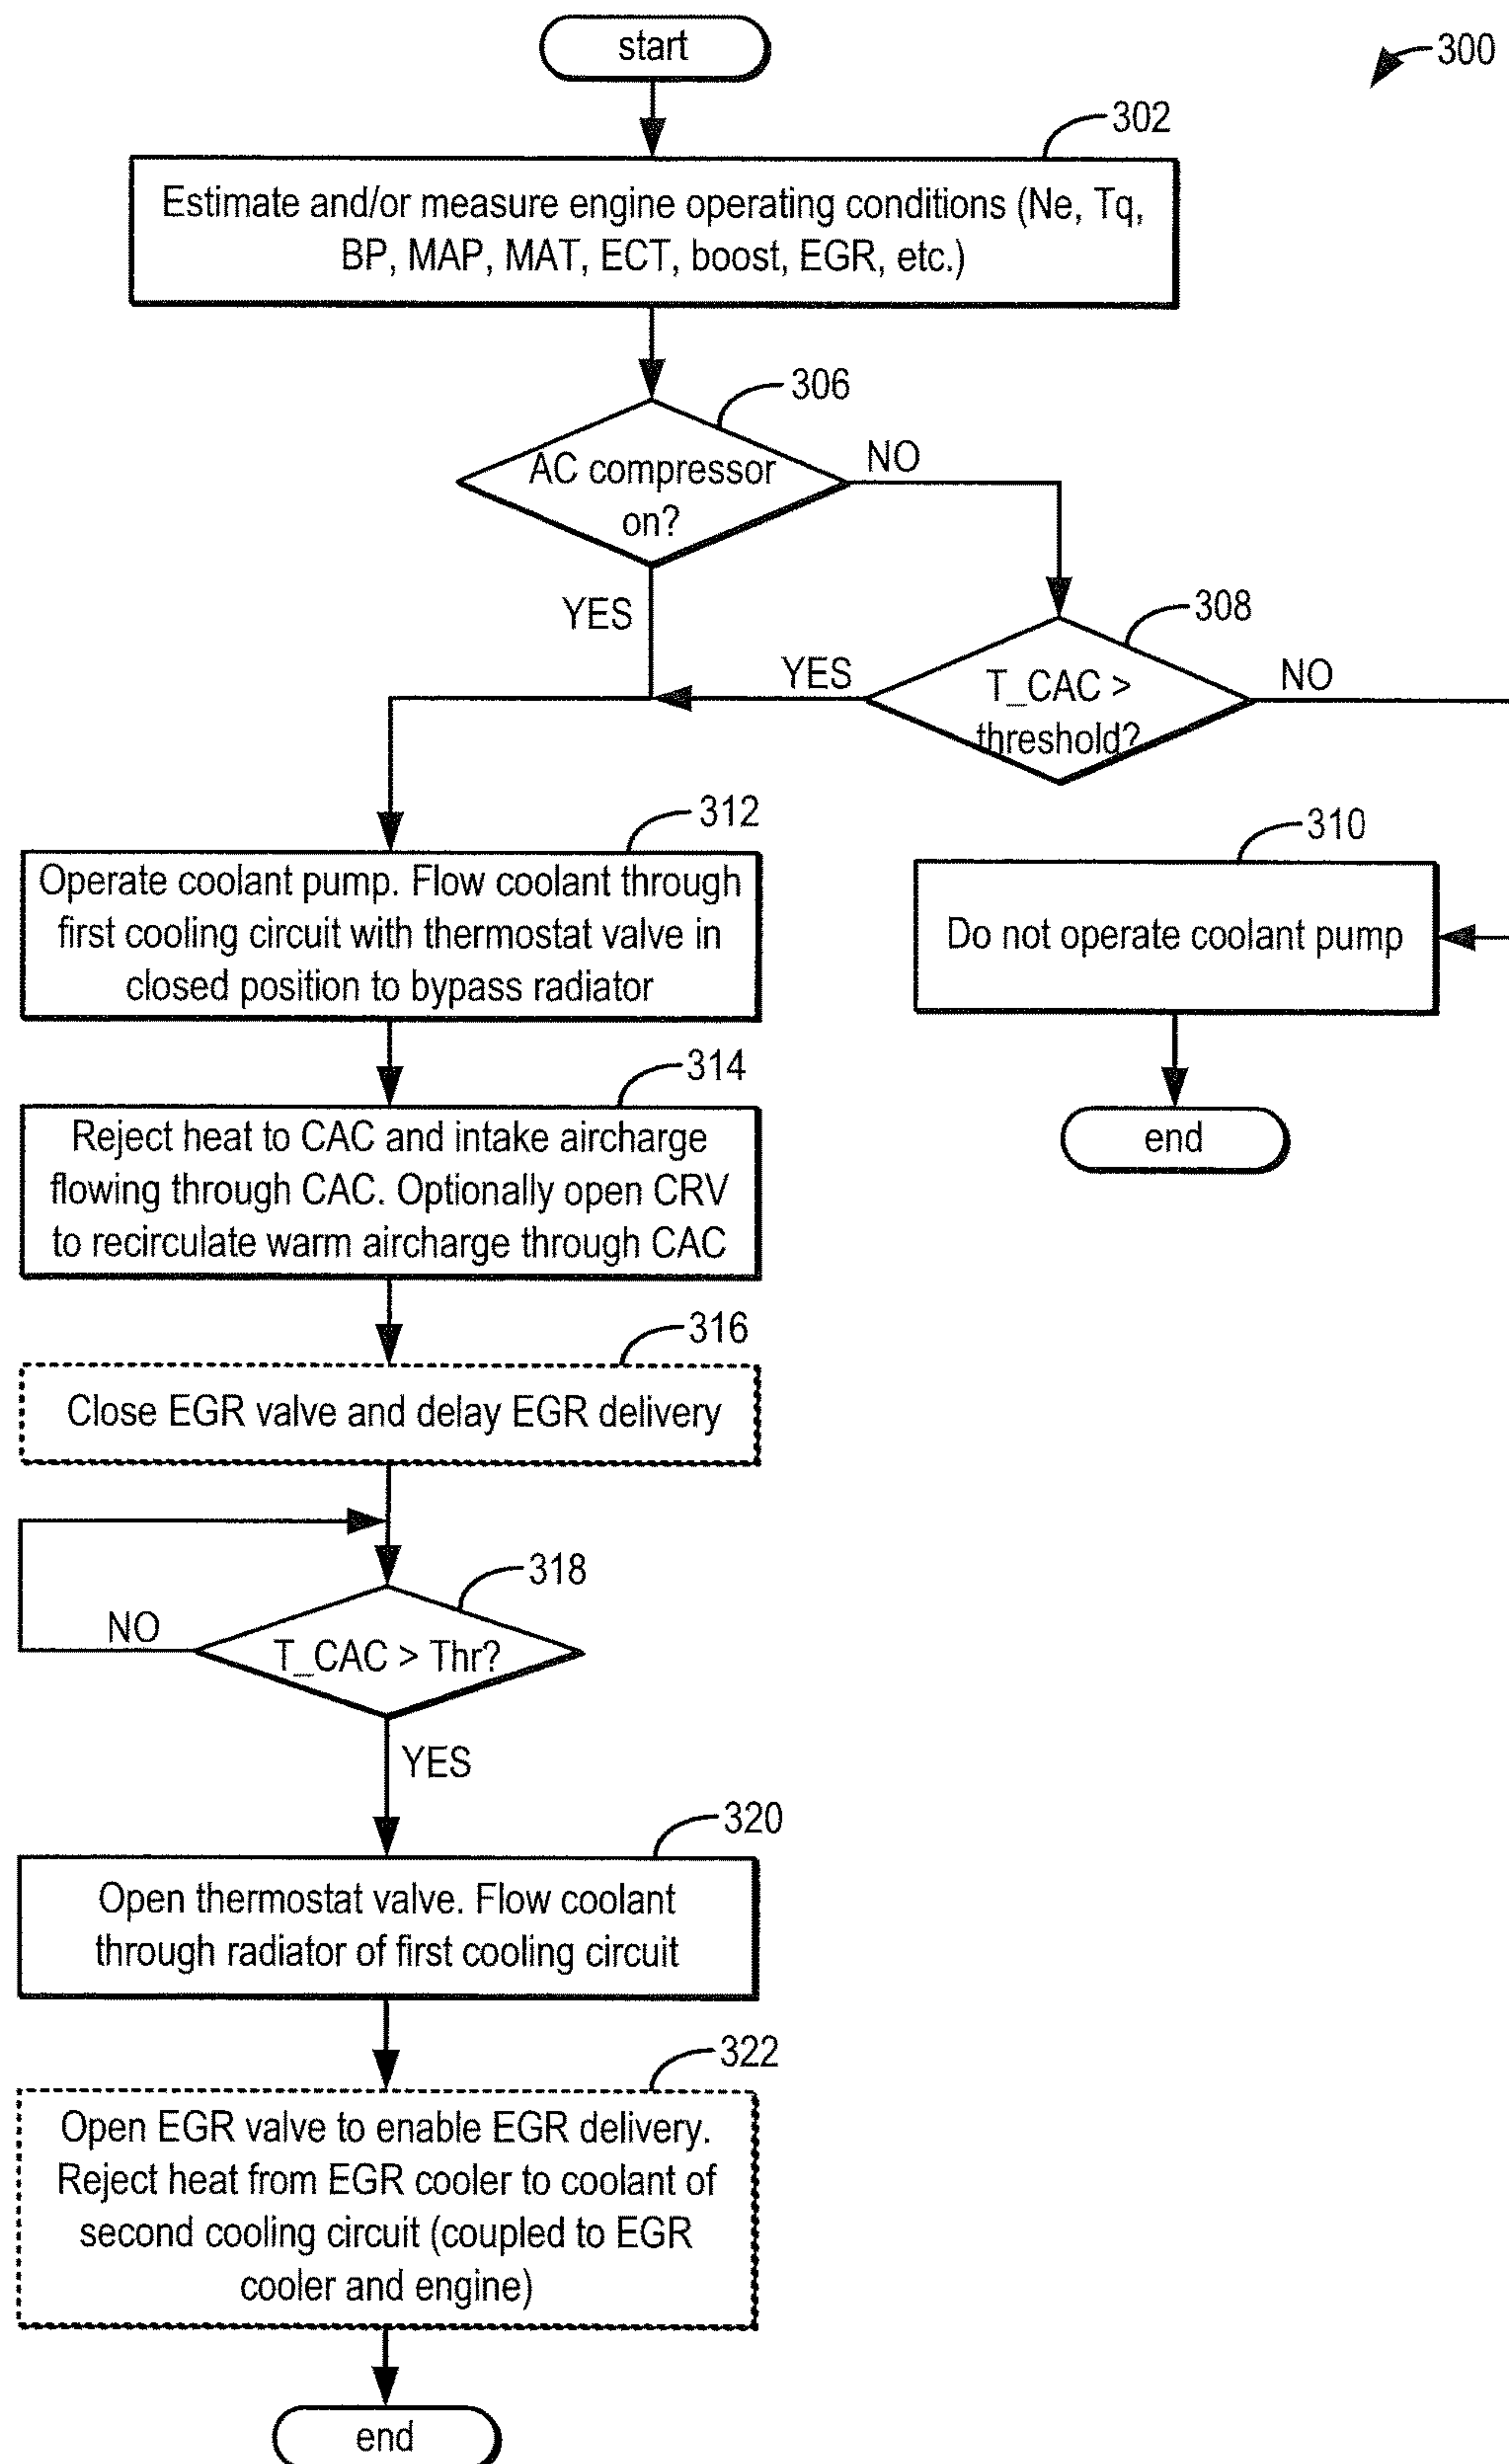 start
300
302
Estimate and/or measure engine operating conditions (Ne, Tq,
BP, MAP, MAT, ECT, boost, EGR, etc.)
306
AC compressor
on?
NO
YES
308
T_CAC >
threshold?
YES
NO
312
Operate coolant pump. Flow coolant through
first cooling circuit with thermostat valve in
closed position to bypass radiator
310
Do not operate coolant pump
end
314
Reject heat to CAC and intake aircharge
flowing through CAC. Optionally open CRV
to recirculate warm aircharge through CAC
316
Close EGR valve and delay EGR delivery
318
T_CAC > Thr?
NO
YES
320
Open thermostat valve. Flow coolant
through radiator of first cooling circuit
322
Open EGR valve to enable EGR delivery.
Reject heat from EGR cooler to coolant of
second cooling circuit (coupled to EGR
cooler and engine)
end